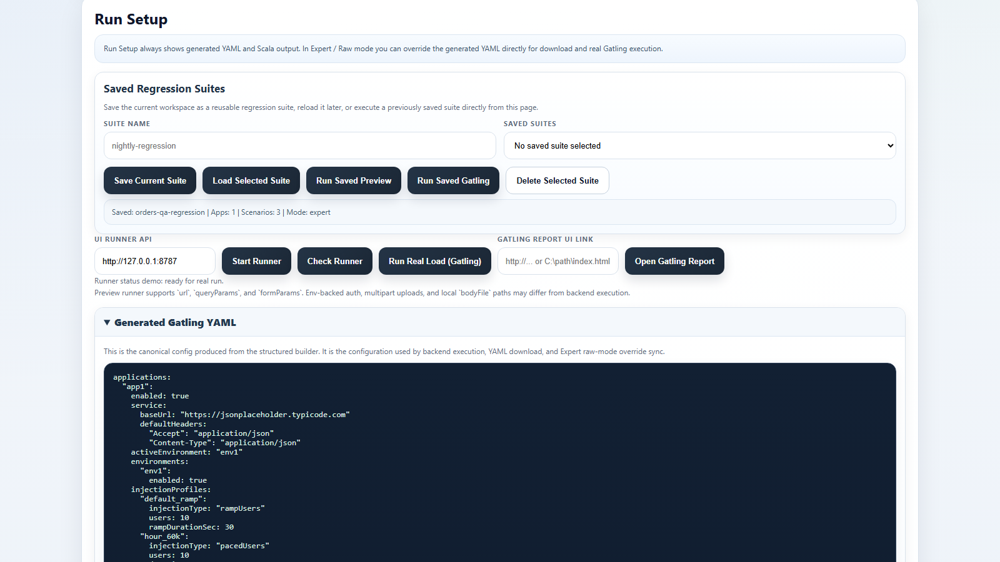 Run Setup
Run Setup always shows generated YAML and Scala output. In Expert / Raw mode you can override the generated YAML directly for download and real Gatling execution.
Saved Regression Suites
Save the current workspace as a reusable regression suite, reload it later, or execute a previously saved suite directly from this page.
SUITE NAME
SAVED SUITES
nightly-regression
No saved suite selected
Save Current Suite
Load Selected Suite
Run Saved Preview
Run Saved Gatling
Delete Selected Suite
Saved: orders-qa-regression | Apps: 1 | Scenarios: 3 | Mode: expert
UI RUNNER API
GATLING REPORT UI LINK
http://127.0.0.1:8787
Start Runner
Check Runner
Run Real Load (Gatling)
http://... or C:\path\index.html
Open Gatling Report
Runner status demo: ready for real run.
Preview runner supports `url`, `queryParams`, and `formParams`. Env-backed auth, multipart uploads, and local `bodyFile` paths may differ from backend execution.
▼ Generated Gatling YAML
This is the canonical config produced from the structured builder. It is the configuration used by backend execution, YAML download, and Expert raw-mode override sync.
applications:
  "app1":
    enabled: true
    service:
      baseUrl: "https://jsonplaceholder.typicode.com"
      defaultHeaders:
        "Accept": "application/json"
        "Content-Type": "application/json"
    activeEnvironment: "env1"
    environments:
      "env1":
        enabled: true
    injectionProfiles:
      "default_ramp":
        injectionType: "rampUsers"
        users: 10
        rampDurationSec: 30
      "hour_60k":
        injectionType: "pacedUsers"
        users: 10